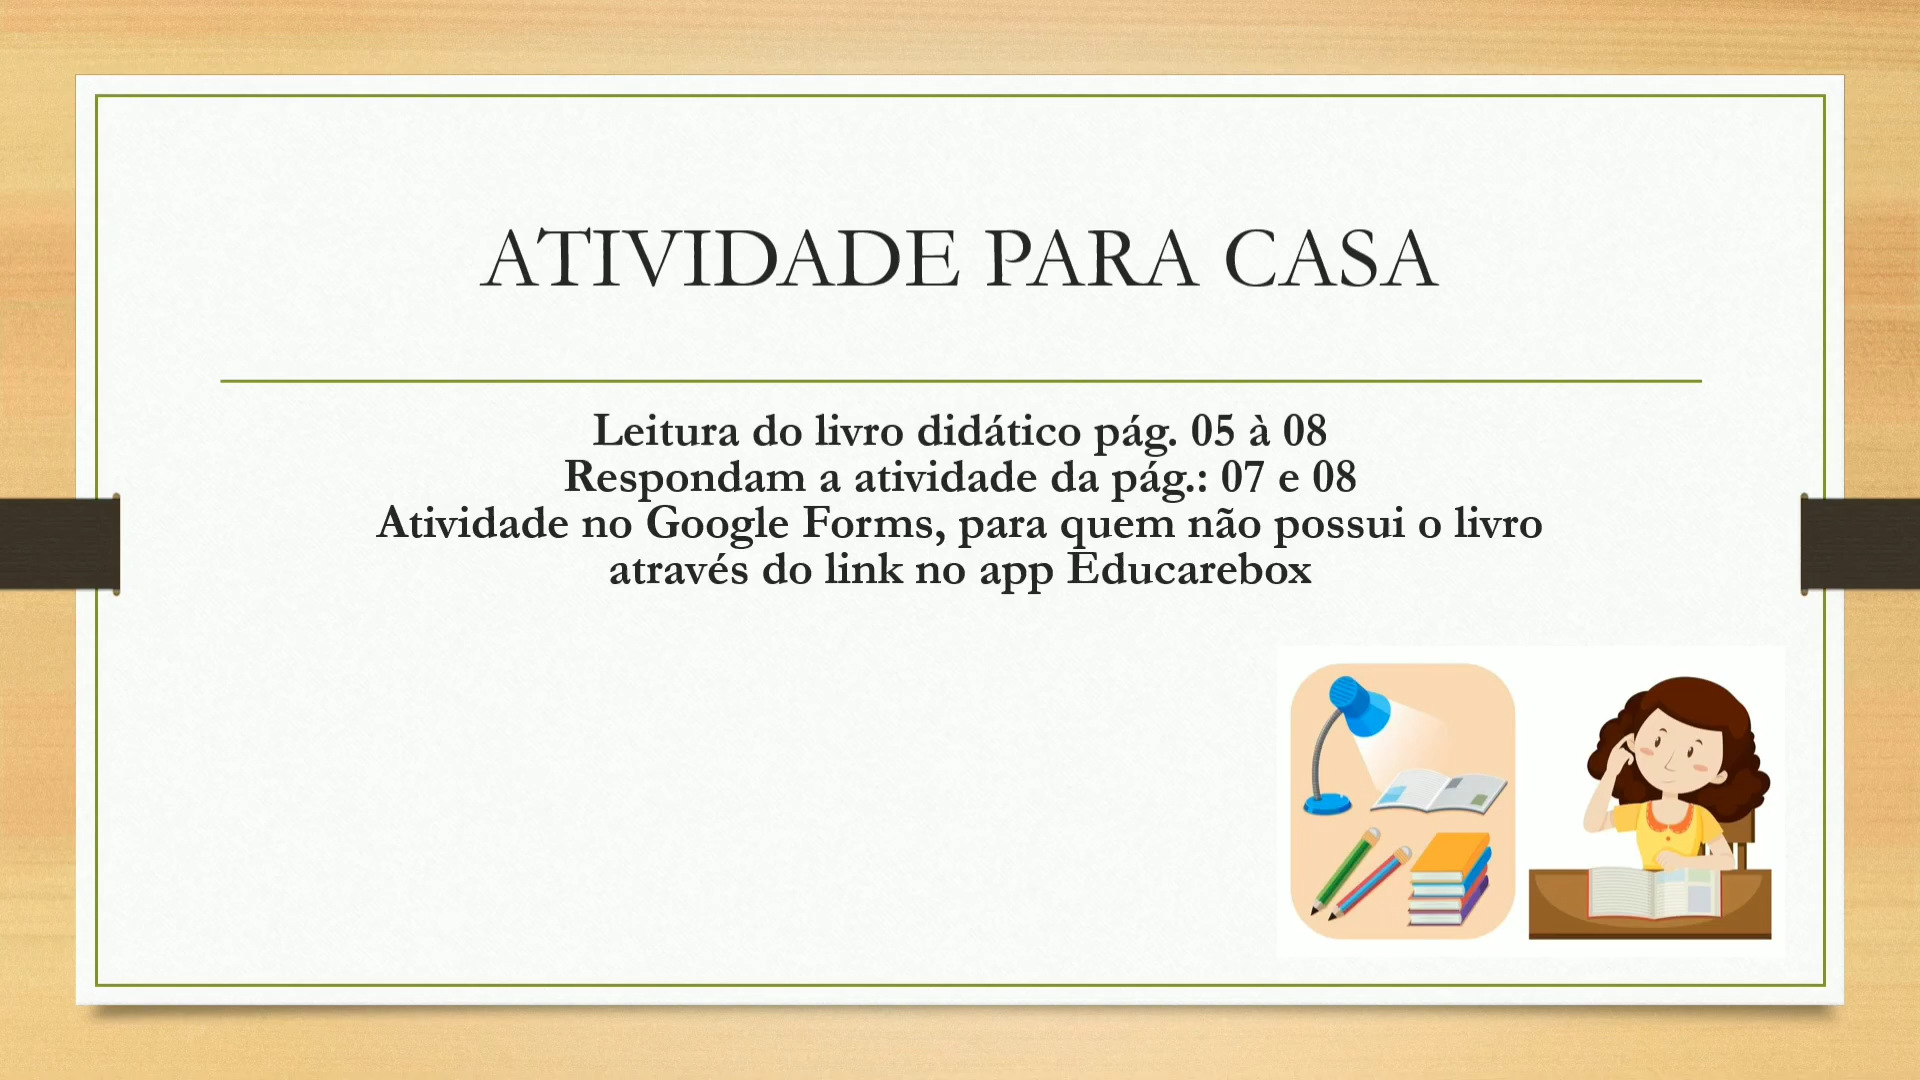 ATIVIDADE PARA CASA
Leitura do livro didático pág. 05 à 08
Respondam a atividade da pág.: 07 e 08
Atividade no Google Forms, para quem não possui o livro
através do link no app Educarebox